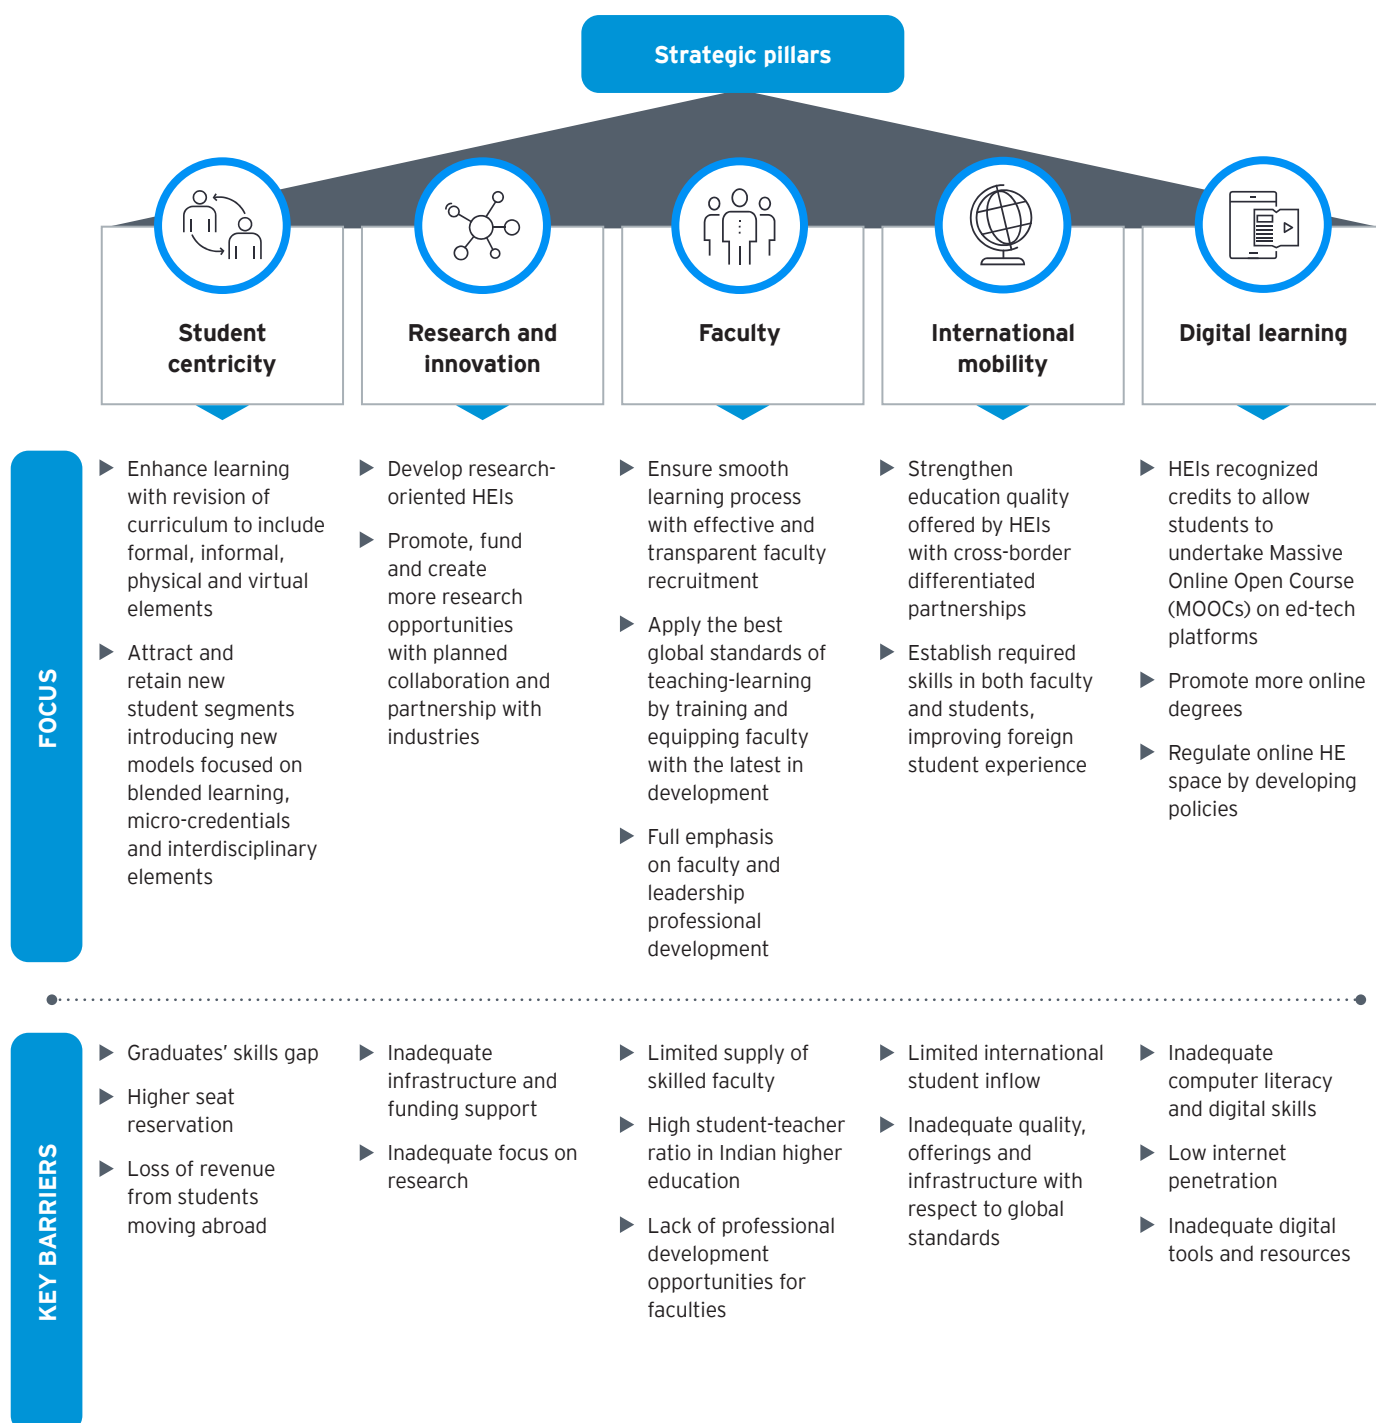 Strategic pillars
Student
centricity
Research and
innovation
Faculty
International
mobility
Digital learning
FOCUS
Enhance learning
with revision of
curriculum to include
formal, informal,
physical and virtual
elements
Attract and
retain new
student segments
introducing new
models focused on
blended learning,
micro-credentials
and interdisciplinary
elements
Develop research-
oriented HEIs
Promote, fund
and create
more research
opportunities
with planned
collaboration and
partnership with
industries
Ensure smooth
learning process
with effective and
transparent faculty
recruitment
Apply the best
global standards of
teaching-learning
by training and
equipping faculty
with the latest in
development
Full emphasis
on faculty and
leadership
professional
development
Strengthen
education quality
offered by HEIs
with cross-border
differentiated
partnerships
Establish required
skills in both faculty
and students,
improving foreign
student experience
HEIs recognized
credits to allow
students to
undertake Massive
Online Open Course
(MOOCs) on ed-tech
platforms
Promote more online
degrees
Regulate online HE
space by developing
policies
KEY BARRIERS
Graduates’ skills gap
Higher seat
reservation
Loss of revenue
from students
moving abroad
Inadequate
infrastructure and
funding support
Inadequate focus on
research
Limited supply of
skilled faculty
High student-teacher
ratio in Indian higher
education
Lack of professional
development
opportunities for
faculties
Limited international
student inflow
Inadequate quality,
offerings and
infrastructure with
respect to global
standards
Inadequate
computer literacy
and digital skills
Low internet
penetration
Inadequate digital
tools and resources